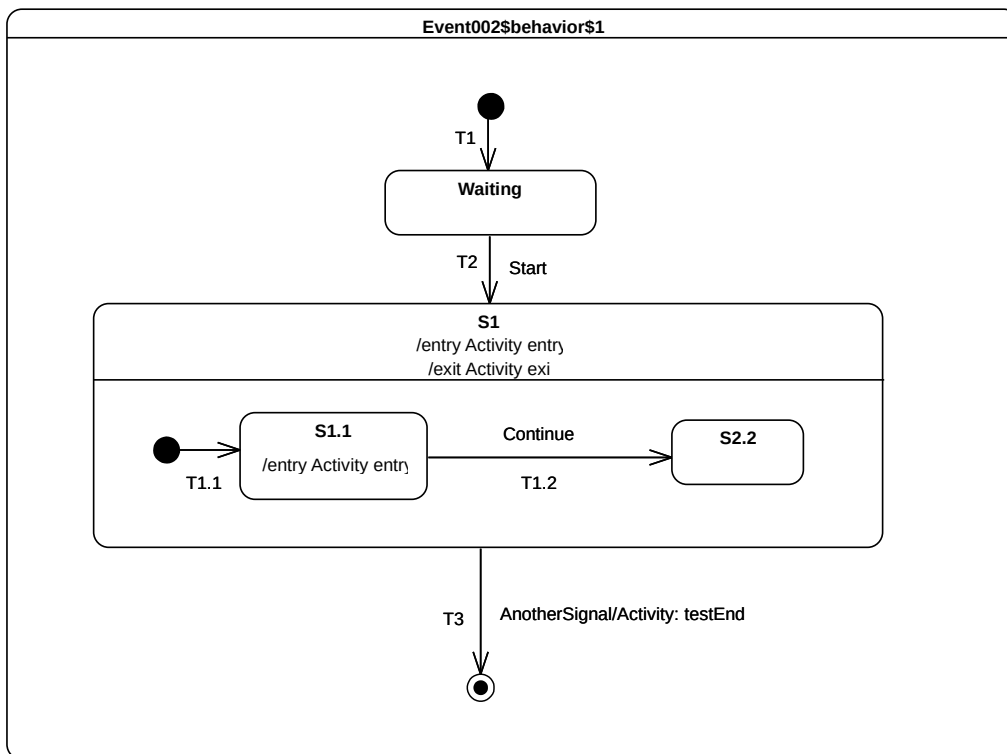 Event002$behavior$1
T1
Waiting
T2
Start
S1
/entry Activity entry
/exit Activity exi
S1.1
/entry Activity entry
Continue
S2.2
T1.1
T1.2
T3
AnotherSignal/Activity: testEnd